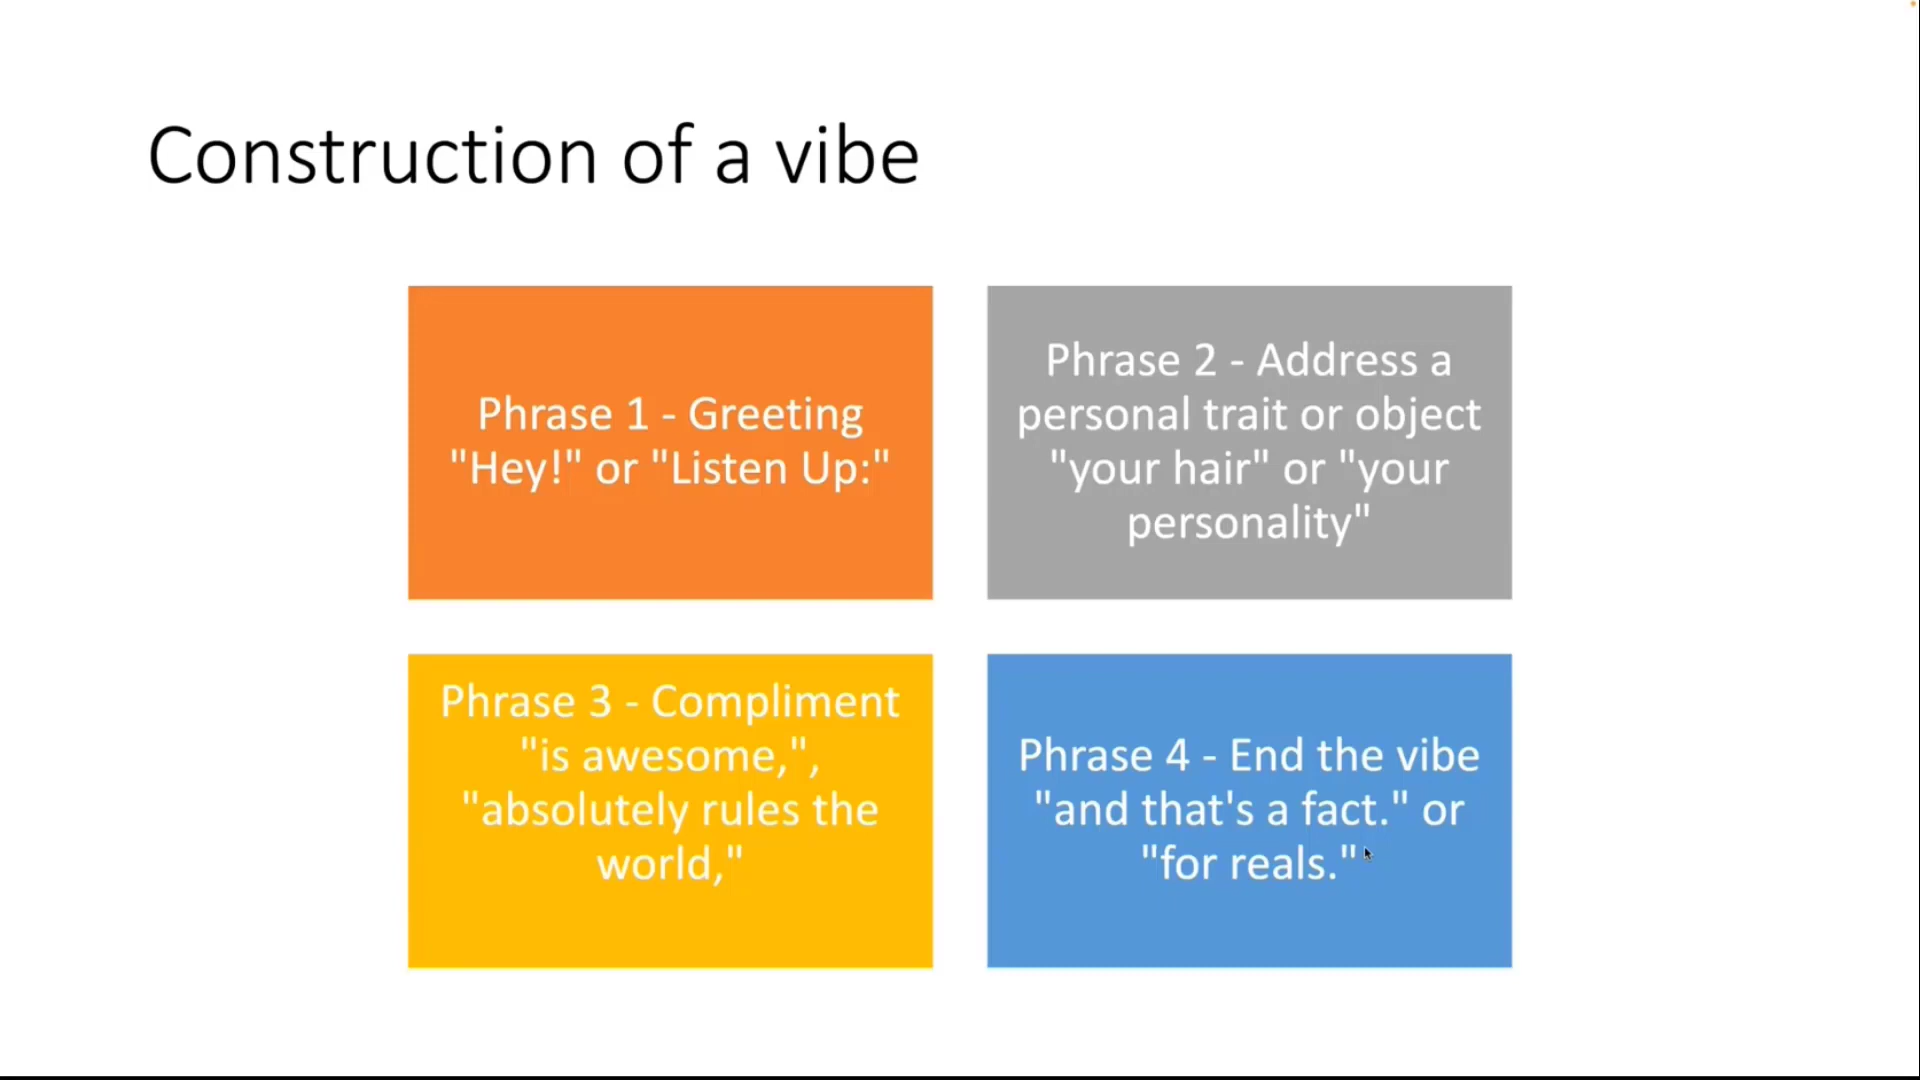 Construction of a vibe
Phrase 1 - Greeting
"Hey!" or "Listen Up:"
Phrase 2 - Address a
personal trait or object
"your hair" or "your
personality"
Phrase 3 - Compliment
"is awesome,",
"absolutely rules the
world,"
Phrase 4 - End the vibe
"and that's a fact." or
"for reals."